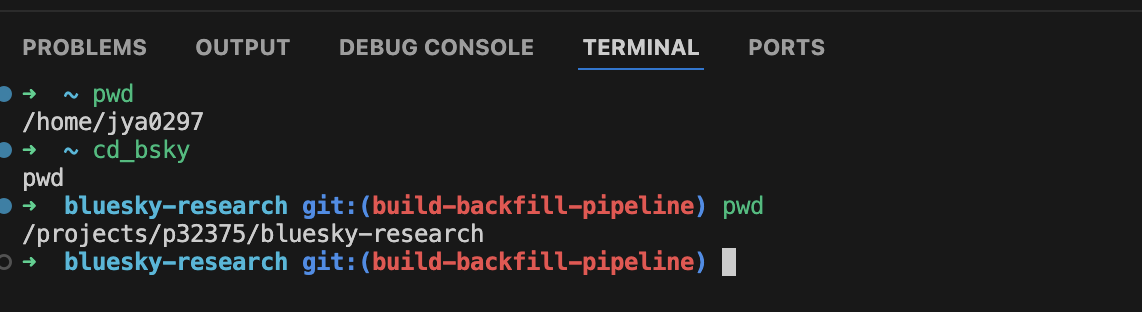 PROBLEMS OUTPUT DEBUG CONSOLE TERMINAL PORTS
➜ ~ pwd
/home/jya0297
➜ ~ cd_bsky
pwd
➜ bluesky-research git:(build-backfill-pipeline) pwd
/projects/p32375/bluesky-research
➜ bluesky-research git:(build-backfill-pipeline)